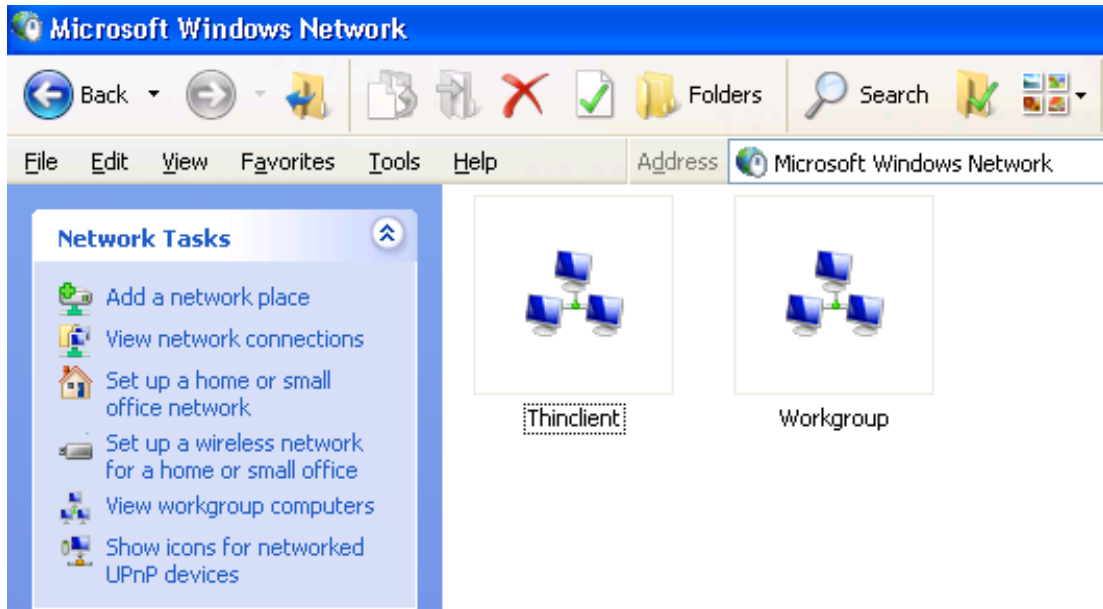 Microsoft Windows Network
Back Folders Search
File Edit View Favorites Tools Help Address Microsoft Windows Network
Network Tasks
Add a network place
View network connections
Set up a home or small
office network
Set up a wireless network
for a home or small office
View workgroup computers
Show icons for networked
UPnP devices
Thinclient Workgroup